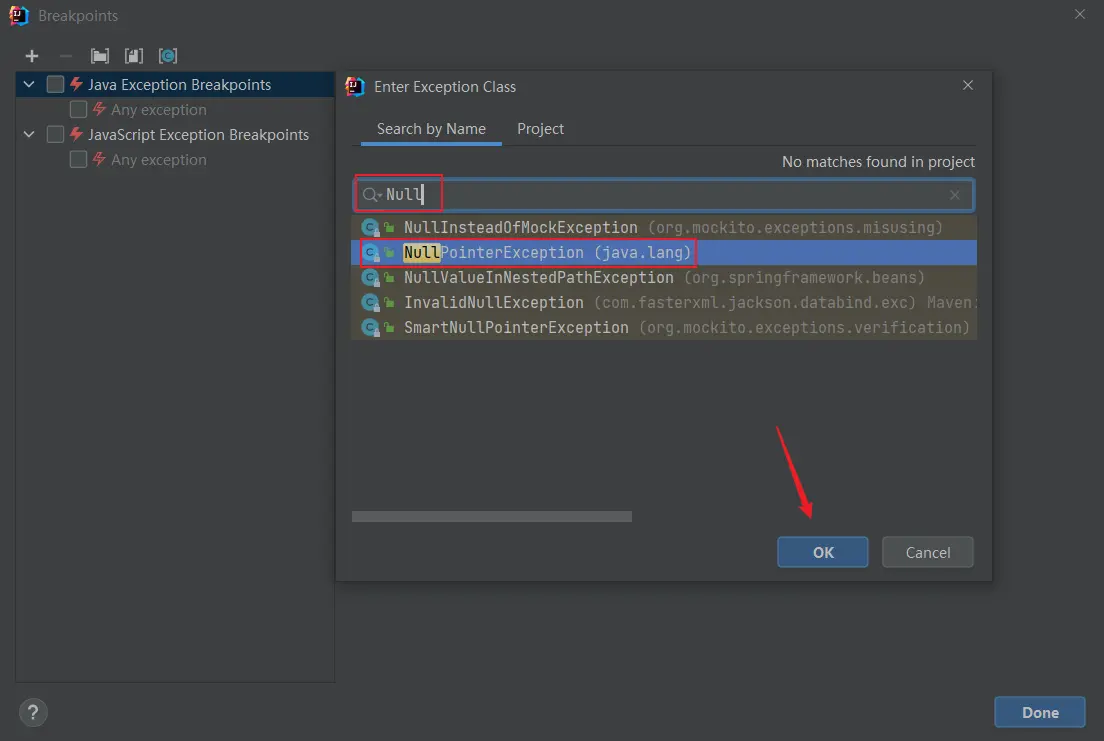 Breakpoints
Java Exception Breakpoints
Any exception
JavaScript Exception Breakpoints
Any exception
Enter Exception Class
Search by Name Project
No matches found in project
Null
NullInsteadOfMockException (org.mockito.exceptions.misusing)
NullPointerException (java.lang)
NullValueInNestedPathException (org.springframework.beans)
InvalidNullException (com.fasterxml.jackson.databind.exc) Maven:
SmartNullPointerException (org.mockito.exceptions.verification)
OK Cancel
? Done